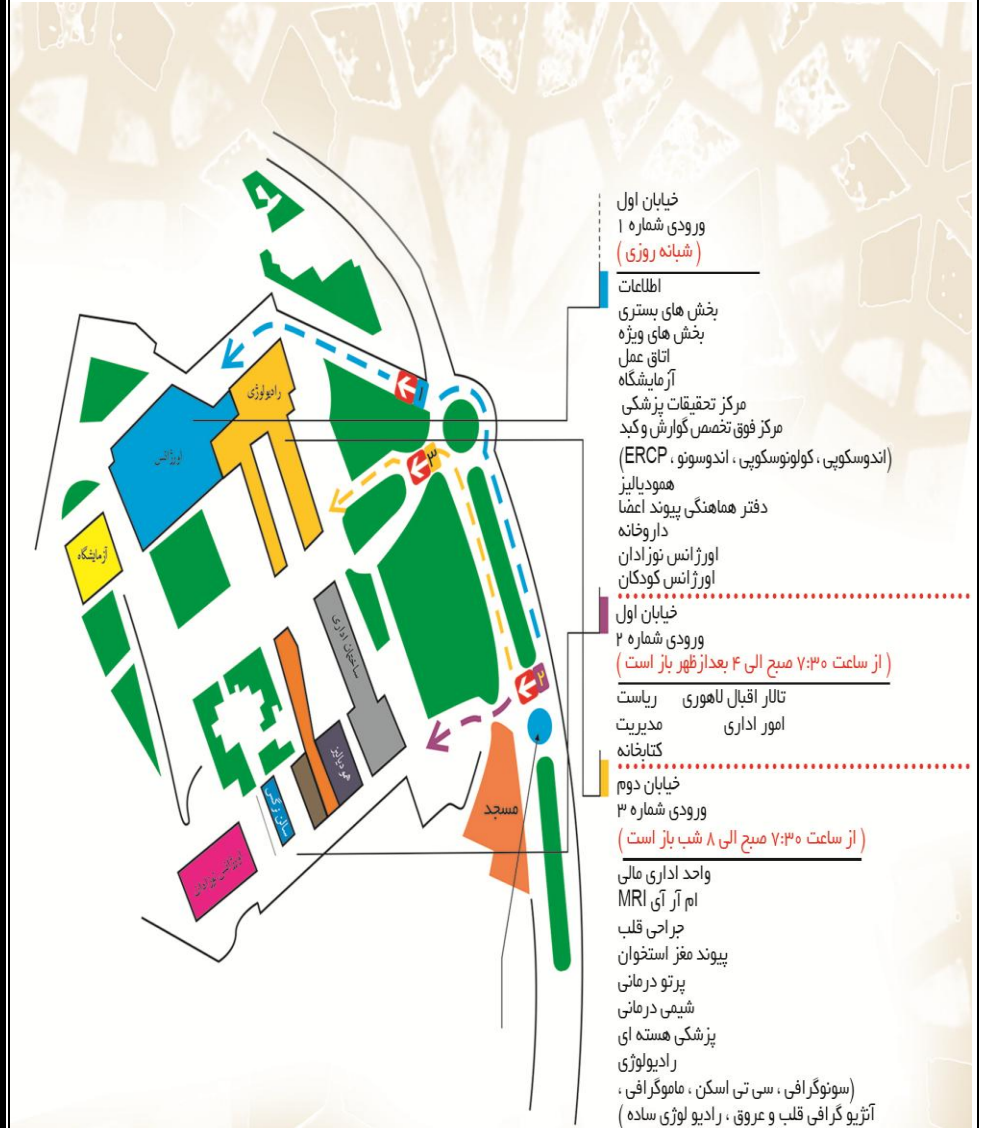 خیابان اول
ورودی شماره ۱
( شبانه روزی )
اطلاعات
بخش های بستری
بخش های ویژه
اتاق عمل
آزمایشگاه
مرکز تحقیقات پزشکی
مرکز فوق تخصص گوارش و کبد
(اندوسکوپی ، کولونوسکوپی ، اندوسونو ، ERCP)
همودیالیز
دفتر هماهنگی پیوند اعضا
داروخانه
اورژانس نوزادان
اورژانس کودکان
خیابان اول
ورودی شماره ۲
( از ساعت ۷:۳۰ صبح الی ۴ بعدازظهر باز است )
تالار اقبال لاهوری ریاست
امور اداری مدیریت
کتابخانه
خیابان دوم
ورودی شماره ۳
( از ساعت ۷:۳۰ صبح الی ۸ شب باز است )
واحد اداری مالی
ام آر آی MRI
جراحی قلب
پیوند مغز استخوان
پرتو درمانی
شیمی درمانی
پزشکی هسته ای
رادیولوژی
(سونوگرافی ، سی تی اسکن ، ماموگرافی ،
آنژیو گرافی قلب و عروق ، رادیو لوژی ساده )
رادیولوژی
۱
اورژانس
۳
آزمایشگاه
ساختمان اداری
۲
هودیالیز
مسجد
سالن نرگس
اورژانس نوزادان